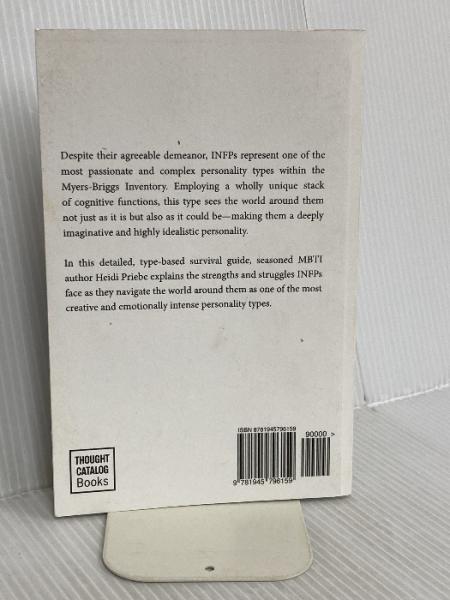 Despite their agreeable demeanor, INFPs represent one of the
most passionate and complex personality types within the
Myers-Briggs Inventory. Employing a wholly unique stack
of cognitive functions, this type sees the world around them
not just as it is but also as it could be—making them a deeply
imaginative and highly idealistic personality.
In this detailed, type-based survival guide, seasoned MBTI
author Heidi Priebe explains the strengths and struggles INFPs
face as they navigate the world around them as one of the most
creative and emotionally intense personality types.
THOUGHT
CATALOG
Books
ISBN 9781945796159
90000 >
9 781945 796159